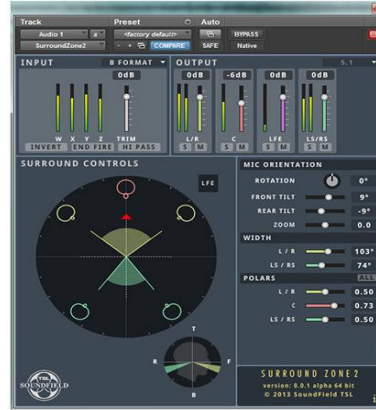 Track Preset Auto
Audio 1 a <factory default> BYPASS
SurroundZone2 - + COMPARE SAFE Native
INPUT B FORMAT OUTPUT 5.1
0dB 0dB -6dB 0dB 0dB
W X Y Z TRIM L/R C LFE LS/RS
INVERT END FIRE HI PASS S M S M S M S M
SURROUND CONTROLS
LFE
MIC ORIENTATION
ROTATION 0°
FRONT TILT 9°
REAR TILT -9°
ZOOM 0.0
WIDTH
L / R 103°
LS / RS 74°
POLARS ALL
L / R 0.50
C 0.73
LS / RS 0.50
T
R F
B
TSL
SOUNDFIELD
SURROUND ZONE 2
version: 0.0.1 alpha 64 bit
© 2013 SoundField TSL
i